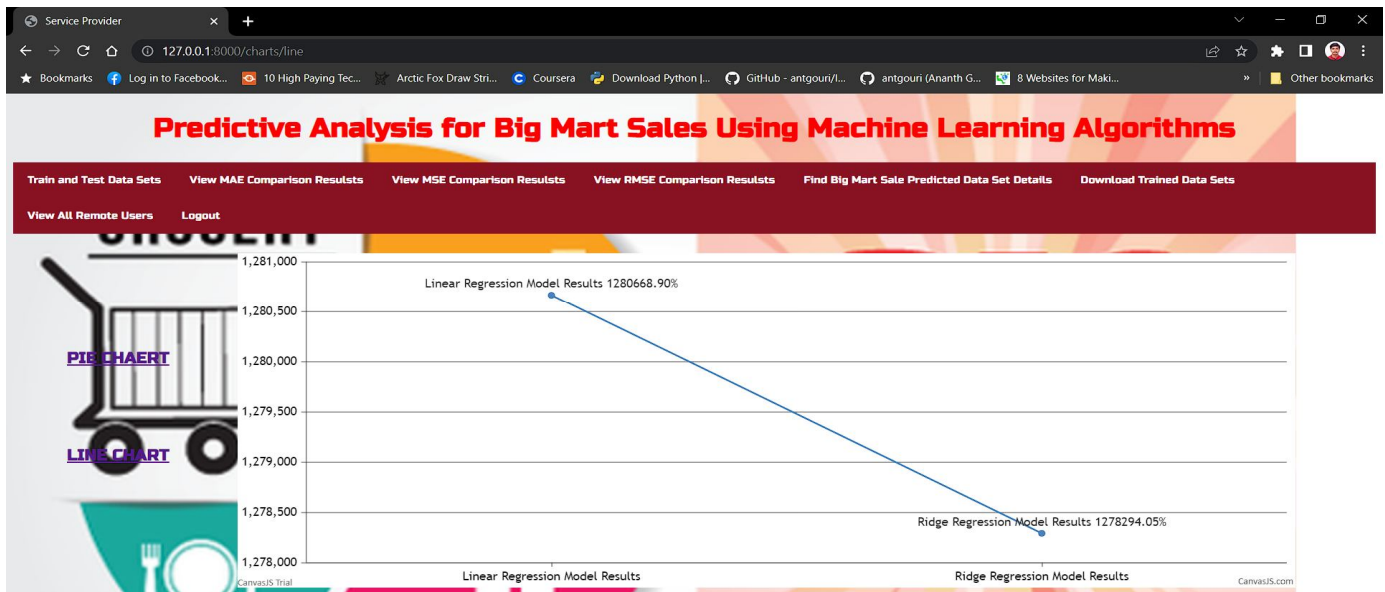 Service Provider
127.0.0.1:8000/charts/line
Bookmarks Log in to Facebook... 10 High Paying Tec... Arctic Fox Draw Stri... Coursera Download Python |... GitHub - antgouri/I... antgouri (Ananth G... 8 Websites for Maki... » Other bookmarks
Predictive Analysis for Big Mart Sales Using Machine Learning Algorithms
Train and Test Data Sets View MAE Comparison Resulsts View MSE Comparison Resulsts View RMSE Comparison Resulsts Find Big Mart Sale Predicted Data Set Details Download Trained Data Sets
View All Remote Users Logout
1,281,000
Linear Regression Model Results 1280668.90%
1,280,500
PIE CHAERT
1,280,000
1,279,500
LINE CHART
1,279,000
1,278,500
Ridge Regression Model Results 1278294.05%
1,278,000
Linear Regression Model Results Ridge Regression Model Results
CanvasJS Trial CanvasJS.com